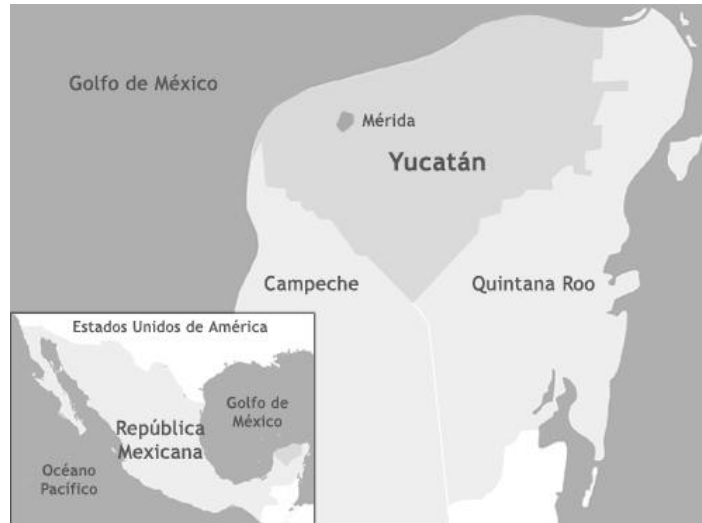 Golfo de México
Mérida
Yucatán
Campeche
Quintana Roo
Estados Unidos de América
Golfo de
México
República
Mexicana
Océano
Pacífico